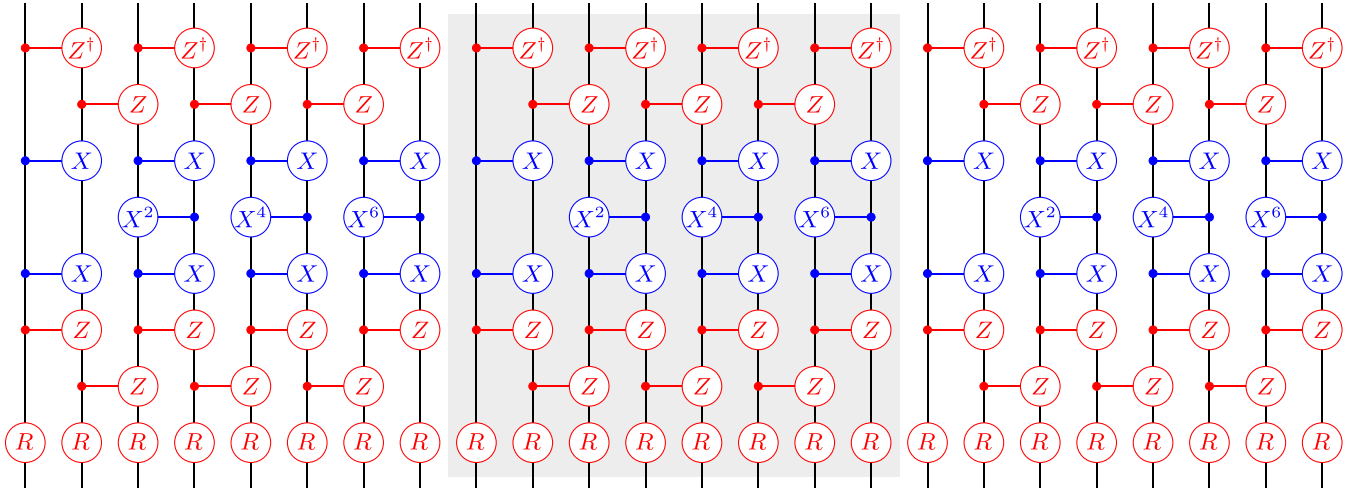 Z† Z† Z† Z† Z† Z† Z† Z† Z† Z† Z† Z†
Z Z Z Z Z Z Z Z Z
X X X X X X X X X X X X
X² X⁴ X⁶ X² X⁴ X⁶ X² X⁴ X⁶
X X X X X X X X X X X X
Z Z Z Z Z Z Z Z Z Z Z Z
Z Z Z Z Z Z Z Z Z
R R R R R R R R R R R R R R R R R R R R R R R R